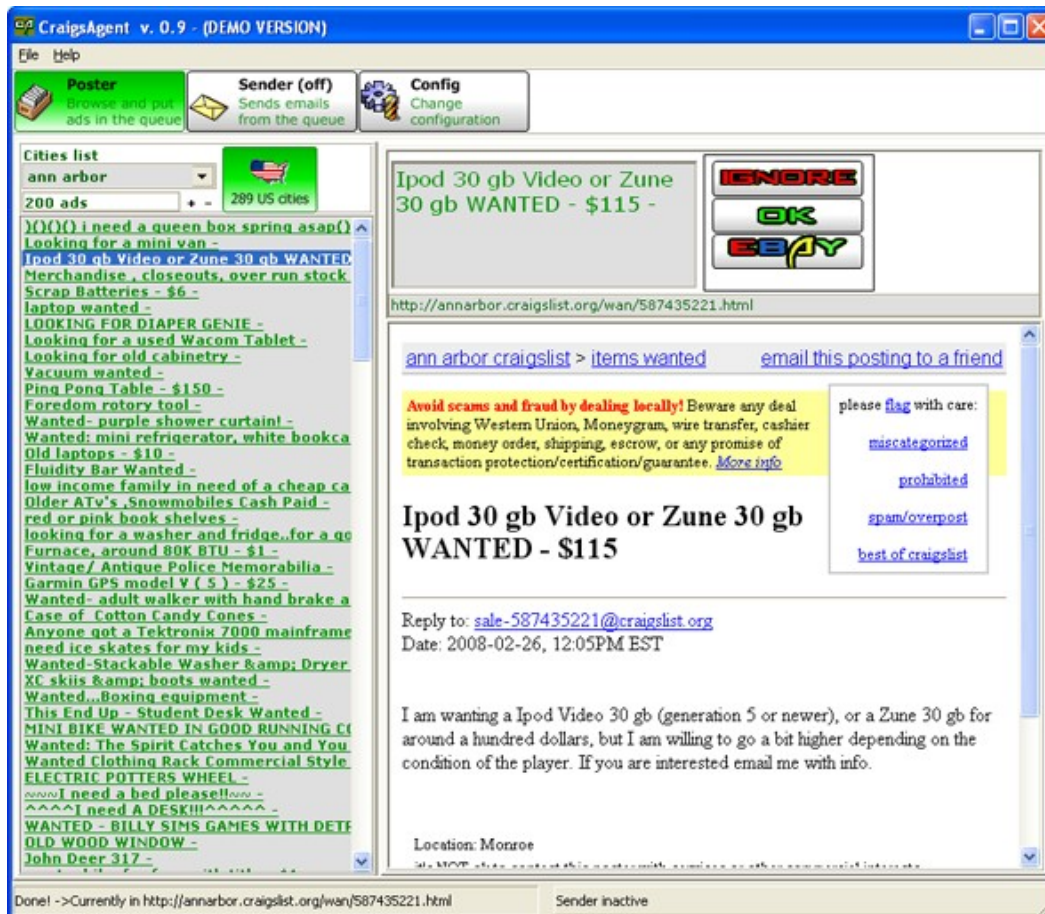 CraigsAgent v. 0.9 - (DEMO VERSION)
File Help
Poster
Browse and put
ads in the queue
Sender (off)
Sends emails
from the queue
Config
Change
configuration
Cities list
ann arbor
200 ads
+ -
289 US cities
)()()() i need a queen box spring asap()
Looking for a mini van -
Ipod 30 gb Video or Zune 30 gb WANTED
Merchandise , closeouts, over run stock
Scrap Batteries - $6 -
laptop wanted -
LOOKING FOR DIAPER GENIE -
Looking for a used Wacom Tablet -
Looking for old cabinetry -
Vacuum wanted -
Ping Pong Table - $150 -
Foredom rotory tool -
Wanted- purple shower curtain! -
Wanted: mini refrigerator, white bookca
Old laptops - $10 -
Fluidity Bar Wanted -
low income family in need of a cheap ca
Older ATv's ,Snowmobiles Cash Paid -
red or pink book shelves -
looking for a washer and fridge..for a go
Furnace, around 80K BTU - $1 -
Vintage/ Antique Police Memorabilia -
Garmin GPS model V ( 5 ) - $25 -
Wanted- adult walker with hand brake a
Case of Cotton Candy Cones -
Anyone got a Tektronix 7000 mainframe
need ice skates for my kids -
Wanted-Stackable Washer &amp; Dryer
XC skiis &amp; boots wanted -
Wanted...Boxing equipment -
This End Up - Student Desk Wanted -
MINI BIKE WANTED IN GOOD RUNNING CO
Wanted: The Spirit Catches You and You
Wanted Clothing Rack Commercial Style
ELECTRIC POTTERS WHEEL -
~~~I need a bed please!!~~ -
^^^^I need A DESK!!!^^^^^ -
WANTED - BILLY SIMS GAMES WITH DETR
OLD WOOD WINDOW -
John Deer 317 -
Ipod 30 gb Video or Zune
30 gb WANTED - $115 -
IGNORE
OK
EBAY
http://annarbor.craigslist.org/wan/587435221.html
ann arbor craigslist > items wanted
email this posting to a friend
Avoid scams and fraud by dealing locally! Beware any deal
involving Western Union, Moneygram, wire transfer, cashier
check, money order, shipping, escrow, or any promise of
transaction protection/certification/guarantee. More info
please flag with care:
miscategorized
prohibited
spam/overpost
best of craigslist
Ipod 30 gb Video or Zune 30 gb
WANTED - $115
Reply to: sale-587435221@craigslist.org
Date: 2008-02-26, 12:05PM EST
I am wanting a Ipod Video 30 gb (generation 5 or newer), or a Zune 30 gb for
around a hundred dollars, but I am willing to go a bit higher depending on the
condition of the player. If you are interested email me with info.
Location: Monroe
it's NOT ok to contact this poster with services or other commercial interests
Done! ->Currently in http://annarbor.craigslist.org/wan/587435221.html
Sender inactive